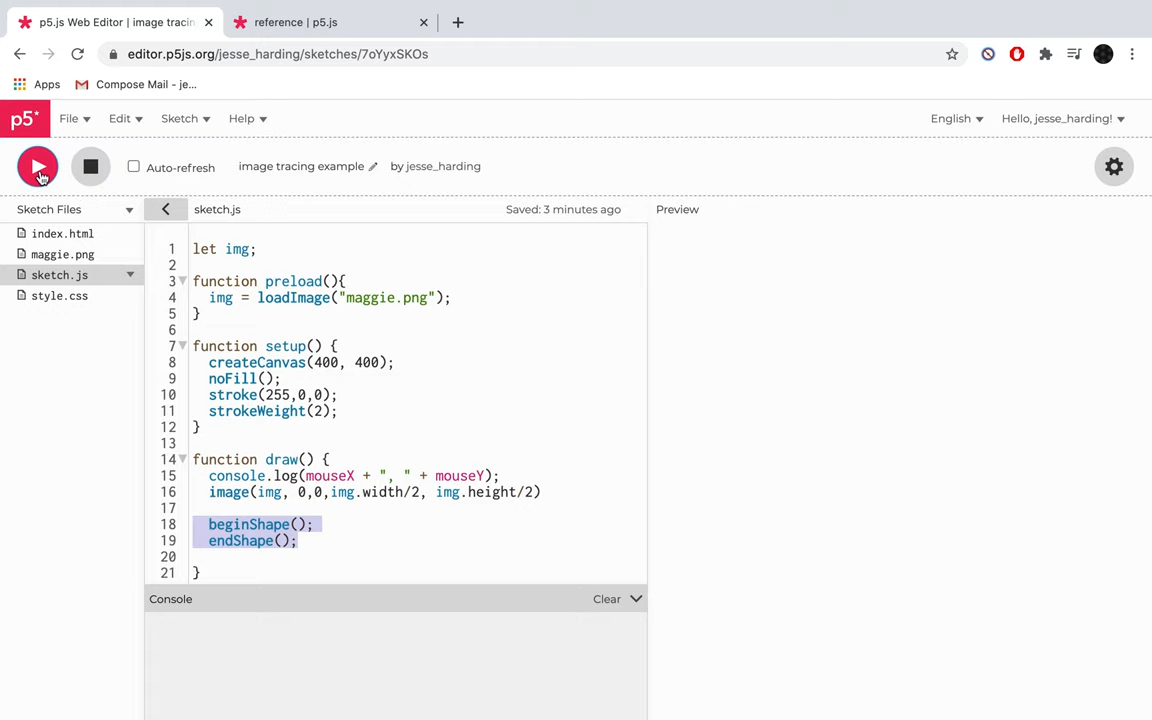 p5.js Web Editor | image tracin
reference | p5.js
editor.p5js.org/jesse_harding/sketches/7oYyxSKOs
Apps
Compose Mail - je...
p5*
File
Edit
Sketch
Help
English
Hello, jesse_harding!
Auto-refresh
image tracing example
by jesse_harding
Sketch Files
sketch.js
Saved: 3 minutes ago
Preview
index.html
maggie.png
sketch.js
style.css
1 let img;
2
3 function preload(){
4 img = loadImage("maggie.png");
5 }
6
7 function setup() {
8 createCanvas(400, 400);
9 noFill();
10 stroke(255,0,0);
11 strokeWeight(2);
12 }
13
14 function draw() {
15 console.log(mouseX + ", " + mouseY);
16 image(img, 0,0,img.width/2, img.height/2)
17
18 beginShape();
19 endShape();
20
21 }
Console
Clear